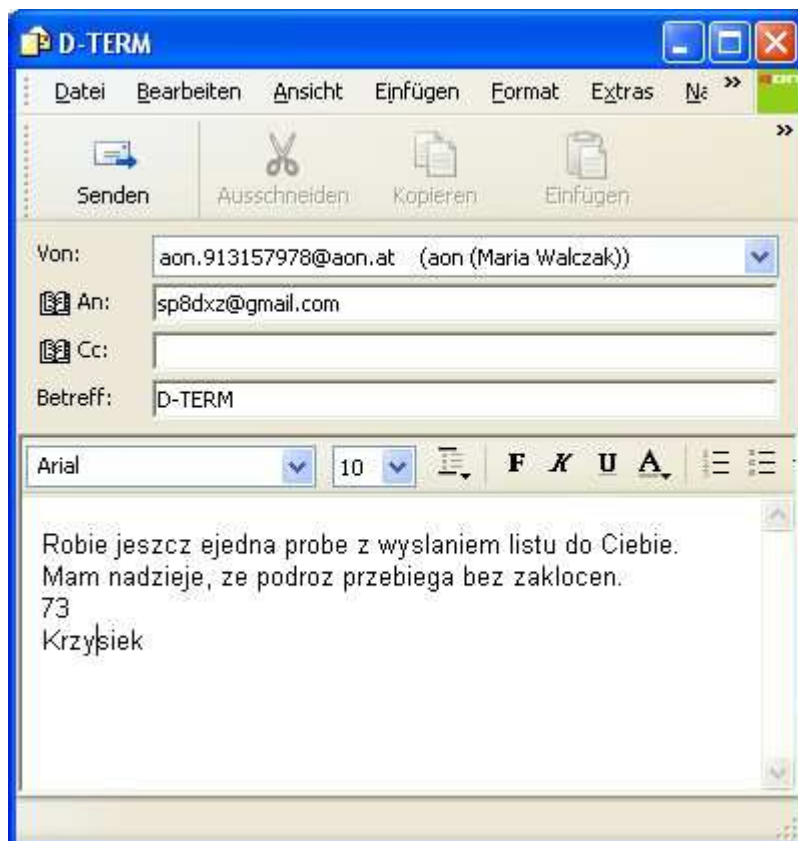 D-TERM
Datei Bearbeiten Ansicht Einfügen Format Extras »
»
Senden Ausschneiden Kopieren Einfügen
Von: aon.913157978@aon.at (aon (Maria Walczak))
An: sp8dxz@gmail.com
Cc:
Betreff: D-TERM
Arial 10 F K U A
Robie jeszcz ejedna probe z wyslaniem listu do Ciebie.
Mam nadzieje, ze podroz przebiega bez zaklocen.
73
Krzysiek